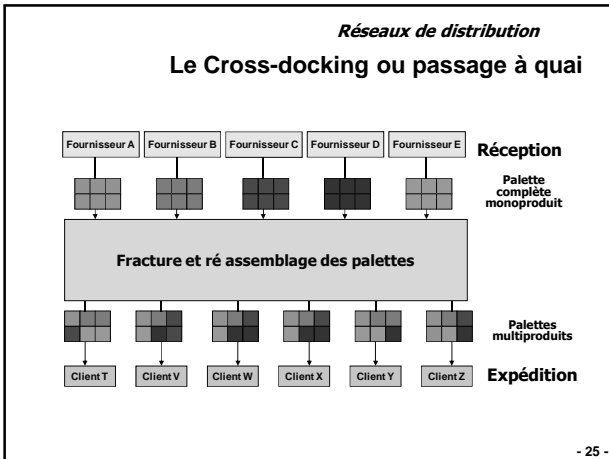 Réseaux de distribution
Le Cross-docking ou passage à quai
Fournisseur A
Fournisseur B
Fournisseur C
Fournisseur D
Fournisseur E
Réception
Palette
complète
monoproduit
Fracture et ré assemblage des palettes
Palettes
multiproduits
Client T
Client V
Client W
Client X
Client Y
Client Z
Expédition
- 25 -